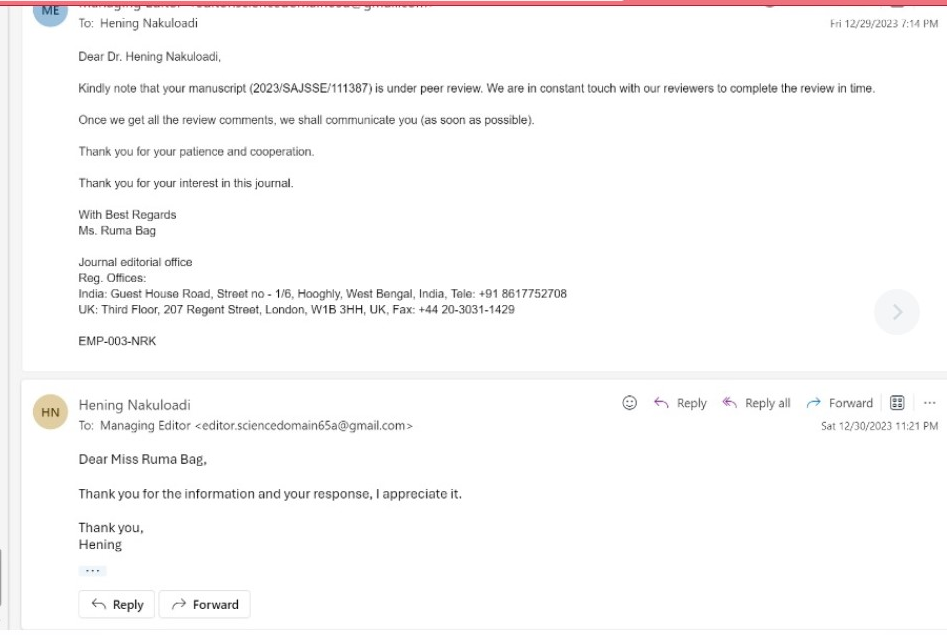 ME
To: Hening Nakuloadi
Fri 12/29/2023 7:14 PM
Dear Dr. Hening Nakuloadi,
Kindly note that your manuscript (2023/SAJSSE/111387) is under peer review. We are in constant touch with our reviewers to complete the review in time.
Once we get all the review comments, we shall communicate you (as soon as possible).
Thank you for your patience and cooperation.
Thank you for your interest in this journal.
With Best Regards
Ms. Ruma Bag
Journal editorial office
Reg. Offices:
India: Guest House Road, Street no - 1/6, Hooghly, West Bengal, India, Tele: +91 8617752708
UK: Third Floor, 207 Regent Street, London, W1B 3HH, UK, Fax: +44 20-3031-1429
EMP-003-NRK
HN
Hening Nakuloadi
Reply Reply all Forward
To: Managing Editor <editor.sciencedomain65a@gmail.com>
Sat 12/30/2023 11:21 PM
Dear Miss Ruma Bag,
Thank you for the information and your response, I appreciate it.
Thank you,
Hening
Reply Forward